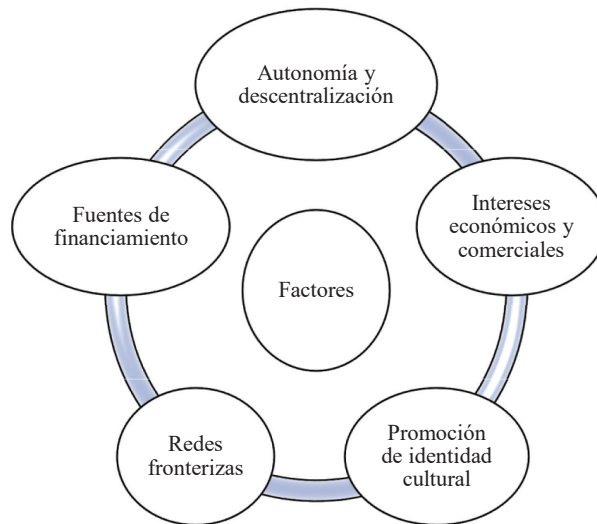 Autonomía y
descentralización
Intereses
económicos y
comerciales
Fuentes de
financiamiento
Factores
Promoción
de identidad
cultural
Redes
fronterizas